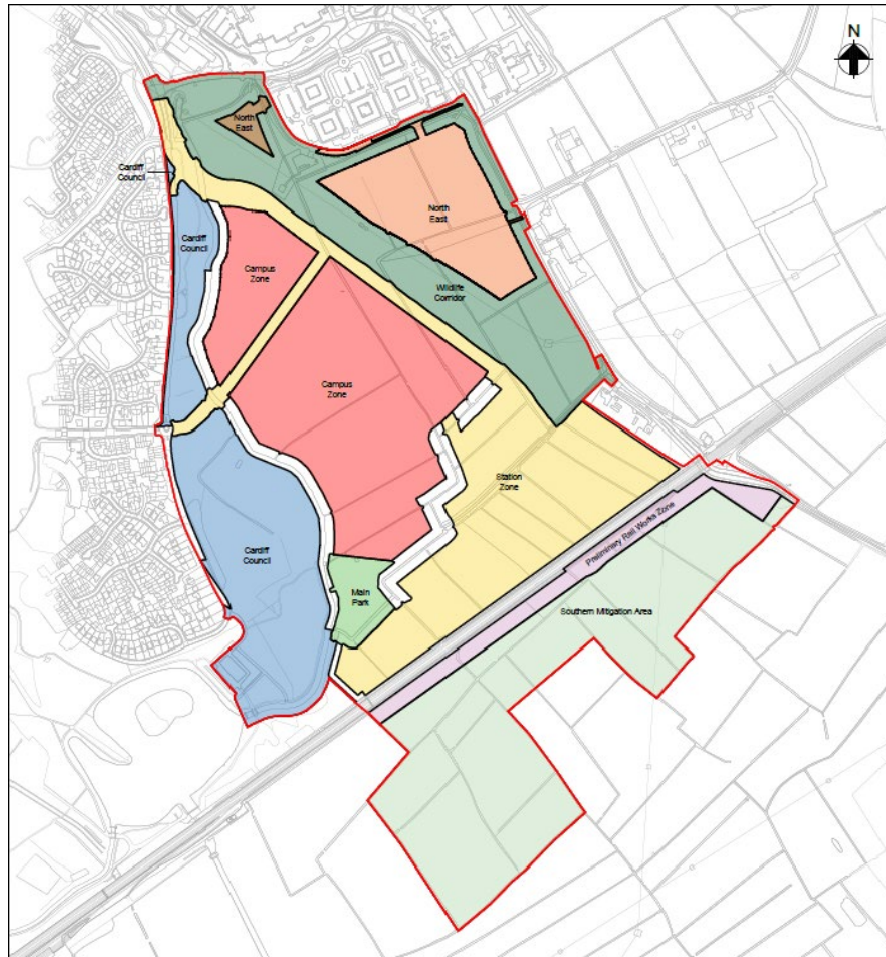 N
North
East
Cardiff
Council
North
East
Cardiff
Council
Campus
Zone
Wildlife
Corridor
Campus
Zone
Station
Zone
Preliminary Rail Works Zone
Cardiff
Council
Main
Park
Southern Mitigation Area